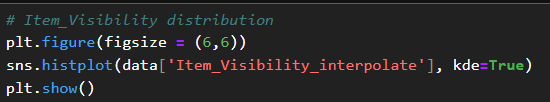 # Item_Visibility distribution
plt.figure(figsize = (6,6))
sns.histplot(data['Item_Visibility_interpolate'], kde=True)
plt.show()